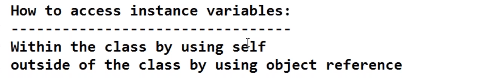 How to access instance variables:
---------------------------------
Within the class by using self
outside of the class by using object reference